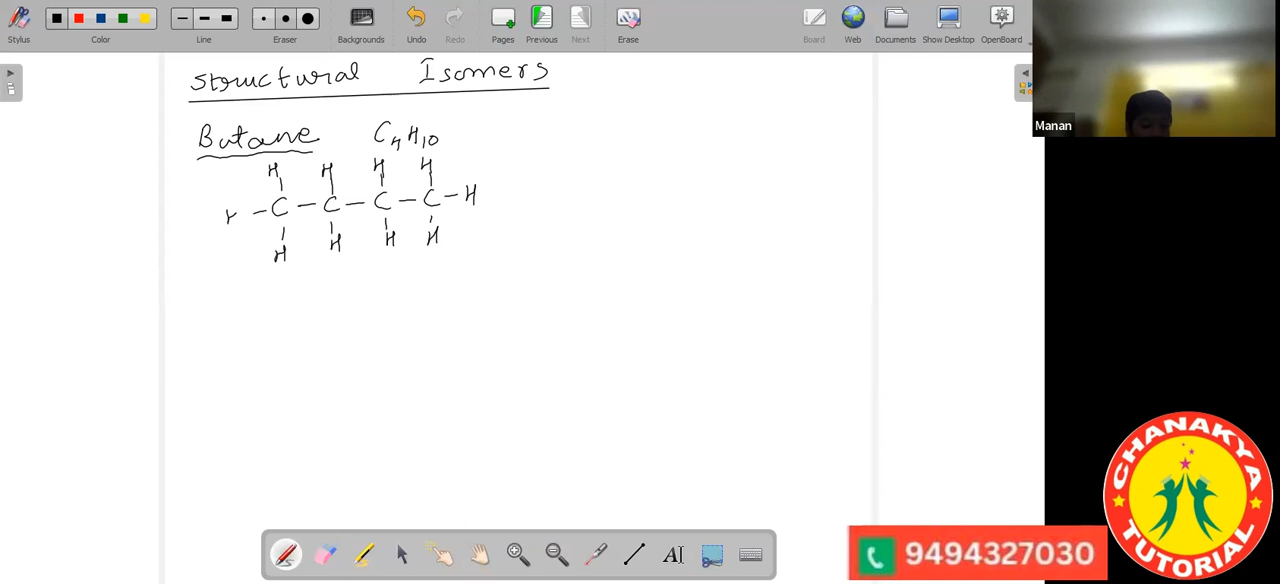 Stylus Color Line Eraser Backgrounds Undo Redo Pages Previous Next Erase Board Web Documents Show Desktop OpenBoard
Manan
Structural Isomers
Butane C4H10
H H H H
- C - C - C - C - H
H H H H
AI
CHANAKYA
TUTORIAL
9494327030